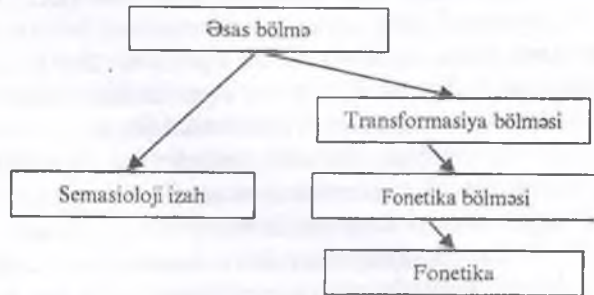 Əsas bölmə
Transformasiya bölməsi
Semasioloji izah
Fonetika bölməsi
Fonetika